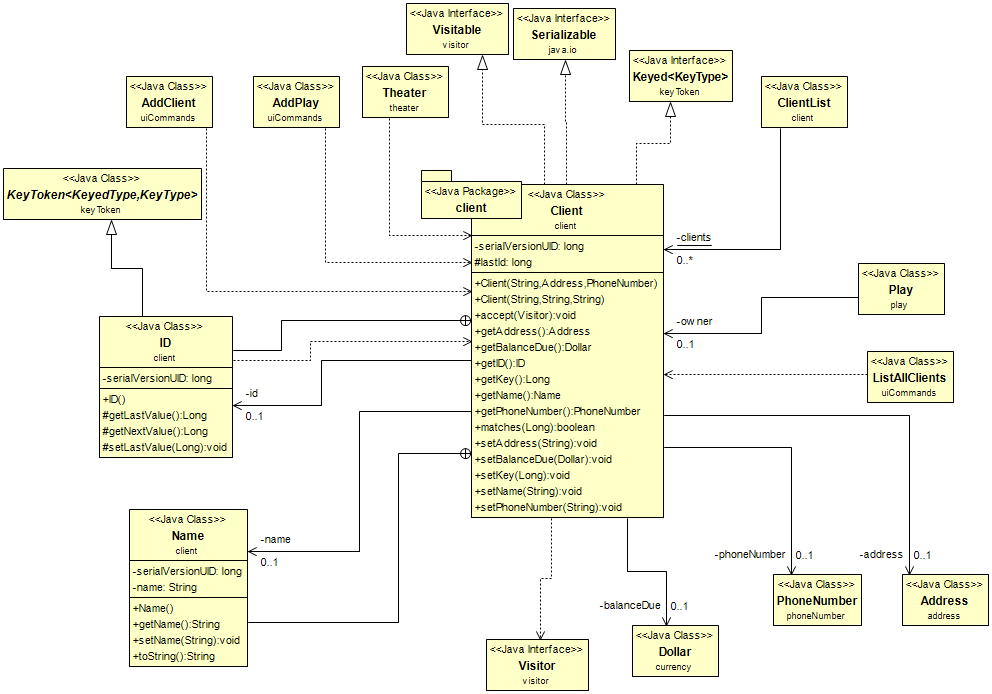 <<Java Interface>>
Visitable
visitor
<<Java Interface>>
Serializable
java.io
<<Java Interface>>
Keyed<KeyType>
keyToken
<<Java Class>>
AddClient
uiCommands
<<Java Class>>
AddPlay
uiCommands
<<Java Class>>
Theater
theater
<<Java Class>>
ClientList
client
<<Java Class>>
KeyToken<KeyedType,KeyType>
keyToken
<<Java Package>>
client
<<Java Class>>
Client
client
-serialVersionUID: long
#lastId: long
+Client(String,Address,PhoneNumber)
+Client(String,String,String)
+accept(Visitor):void
+getAddress():Address
+getBalanceDue():Dollar
+getID():ID
+getKey():Long
+getName():Name
+getPhoneNumber():PhoneNumber
+matches(Long):boolean
+setAddress(String):void
+setBalanceDue(Dollar):void
+setKey(Long):void
+setName(String):void
+setPhoneNumber(String):void
-clients
0..*
<<Java Class>>
Play
play
-owner
0..1
<<Java Class>>
ListAllClients
uiCommands
<<Java Class>>
ID
client
-serialVersionUID: long
+ID()
#getLastValue():Long
#getNextValue():Long
#setLastValue(Long):void
-id
0..1
<<Java Class>>
Name
client
-serialVersionUID: long
-name: String
+Name()
+getName():String
+setName(String):void
+toString():String
-name
0..1
-phoneNumber 0..1
<<Java Class>>
PhoneNumber
phoneNumber
-address 0..1
<<Java Class>>
Address
address
-balanceDue 0..1
<<Java Class>>
Dollar
currency
<<Java Interface>>
Visitor
visitor